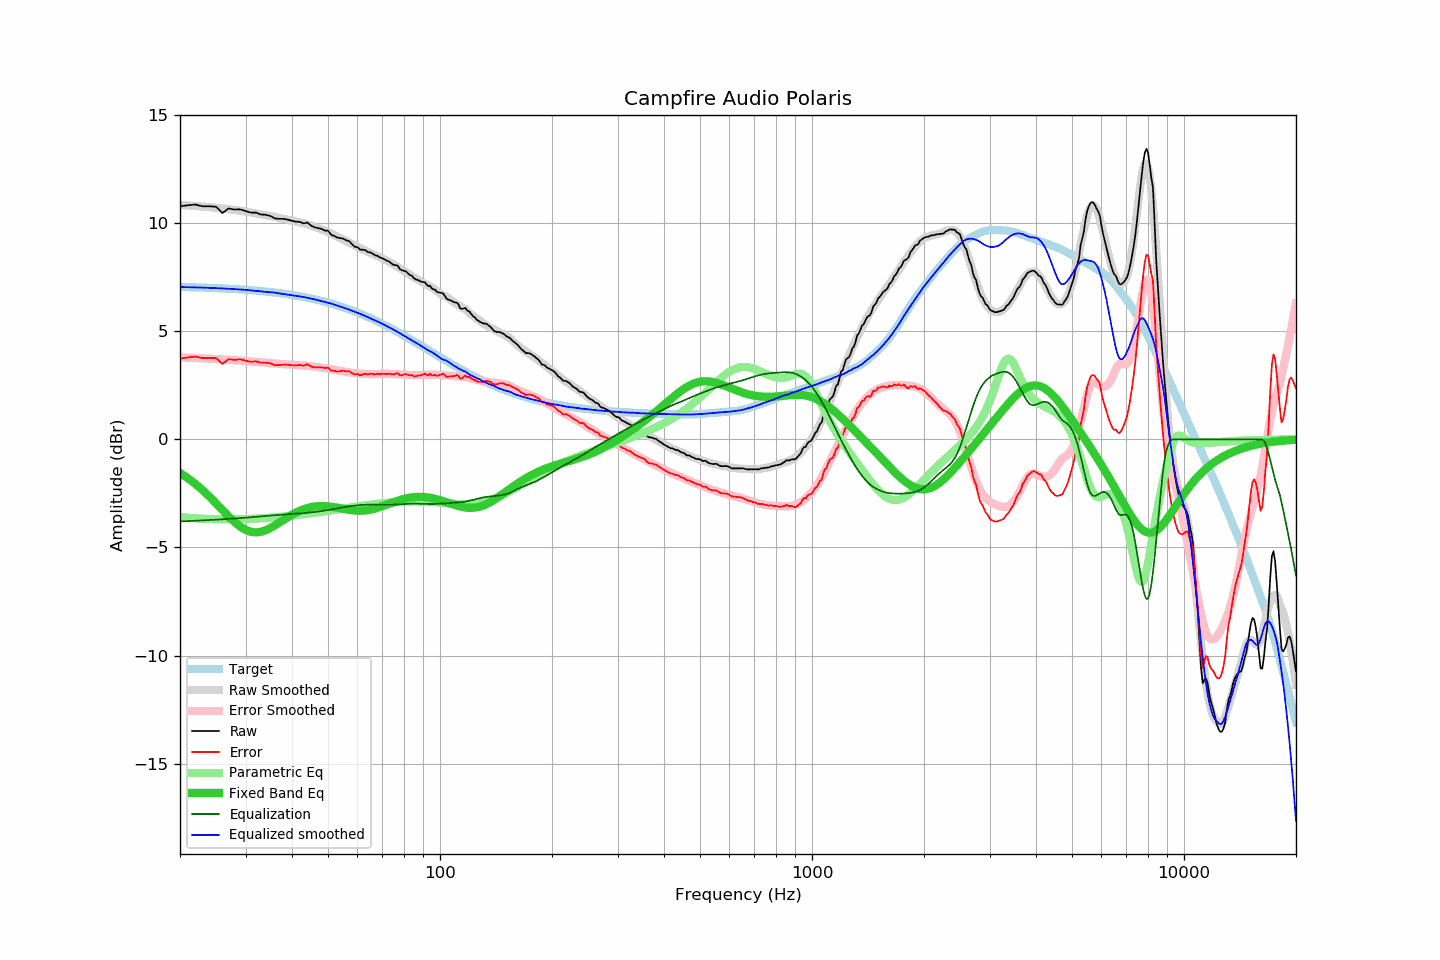 Campfire Audio Polaris
15
10
5
0
−5
−10
−15
Amplitude (dBr)
Target
Raw Smoothed
Error Smoothed
Raw
Error
Parametric Eq
Fixed Band Eq
Equalization
Equalized smoothed
100
1000
10000
Frequency (Hz)